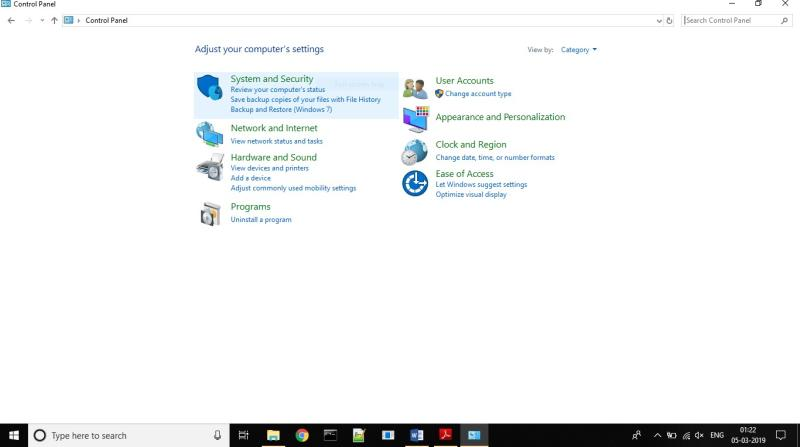 Control Panel
Control Panel
Search Control Panel
Adjust your computer's settings
View by: Category
System and Security
Review your computer's status
Save backup copies of your files with File History
Backup and Restore (Windows 7)
Network and Internet
View network status and tasks
Hardware and Sound
View devices and printers
Add a device
Adjust commonly used mobility settings
Programs
Uninstall a program
User Accounts
Change account type
Appearance and Personalization
Clock and Region
Change date, time, or number formats
Ease of Access
Let Windows suggest settings
Optimize visual display
Type here to search
ENG
01:22
05-03-2019